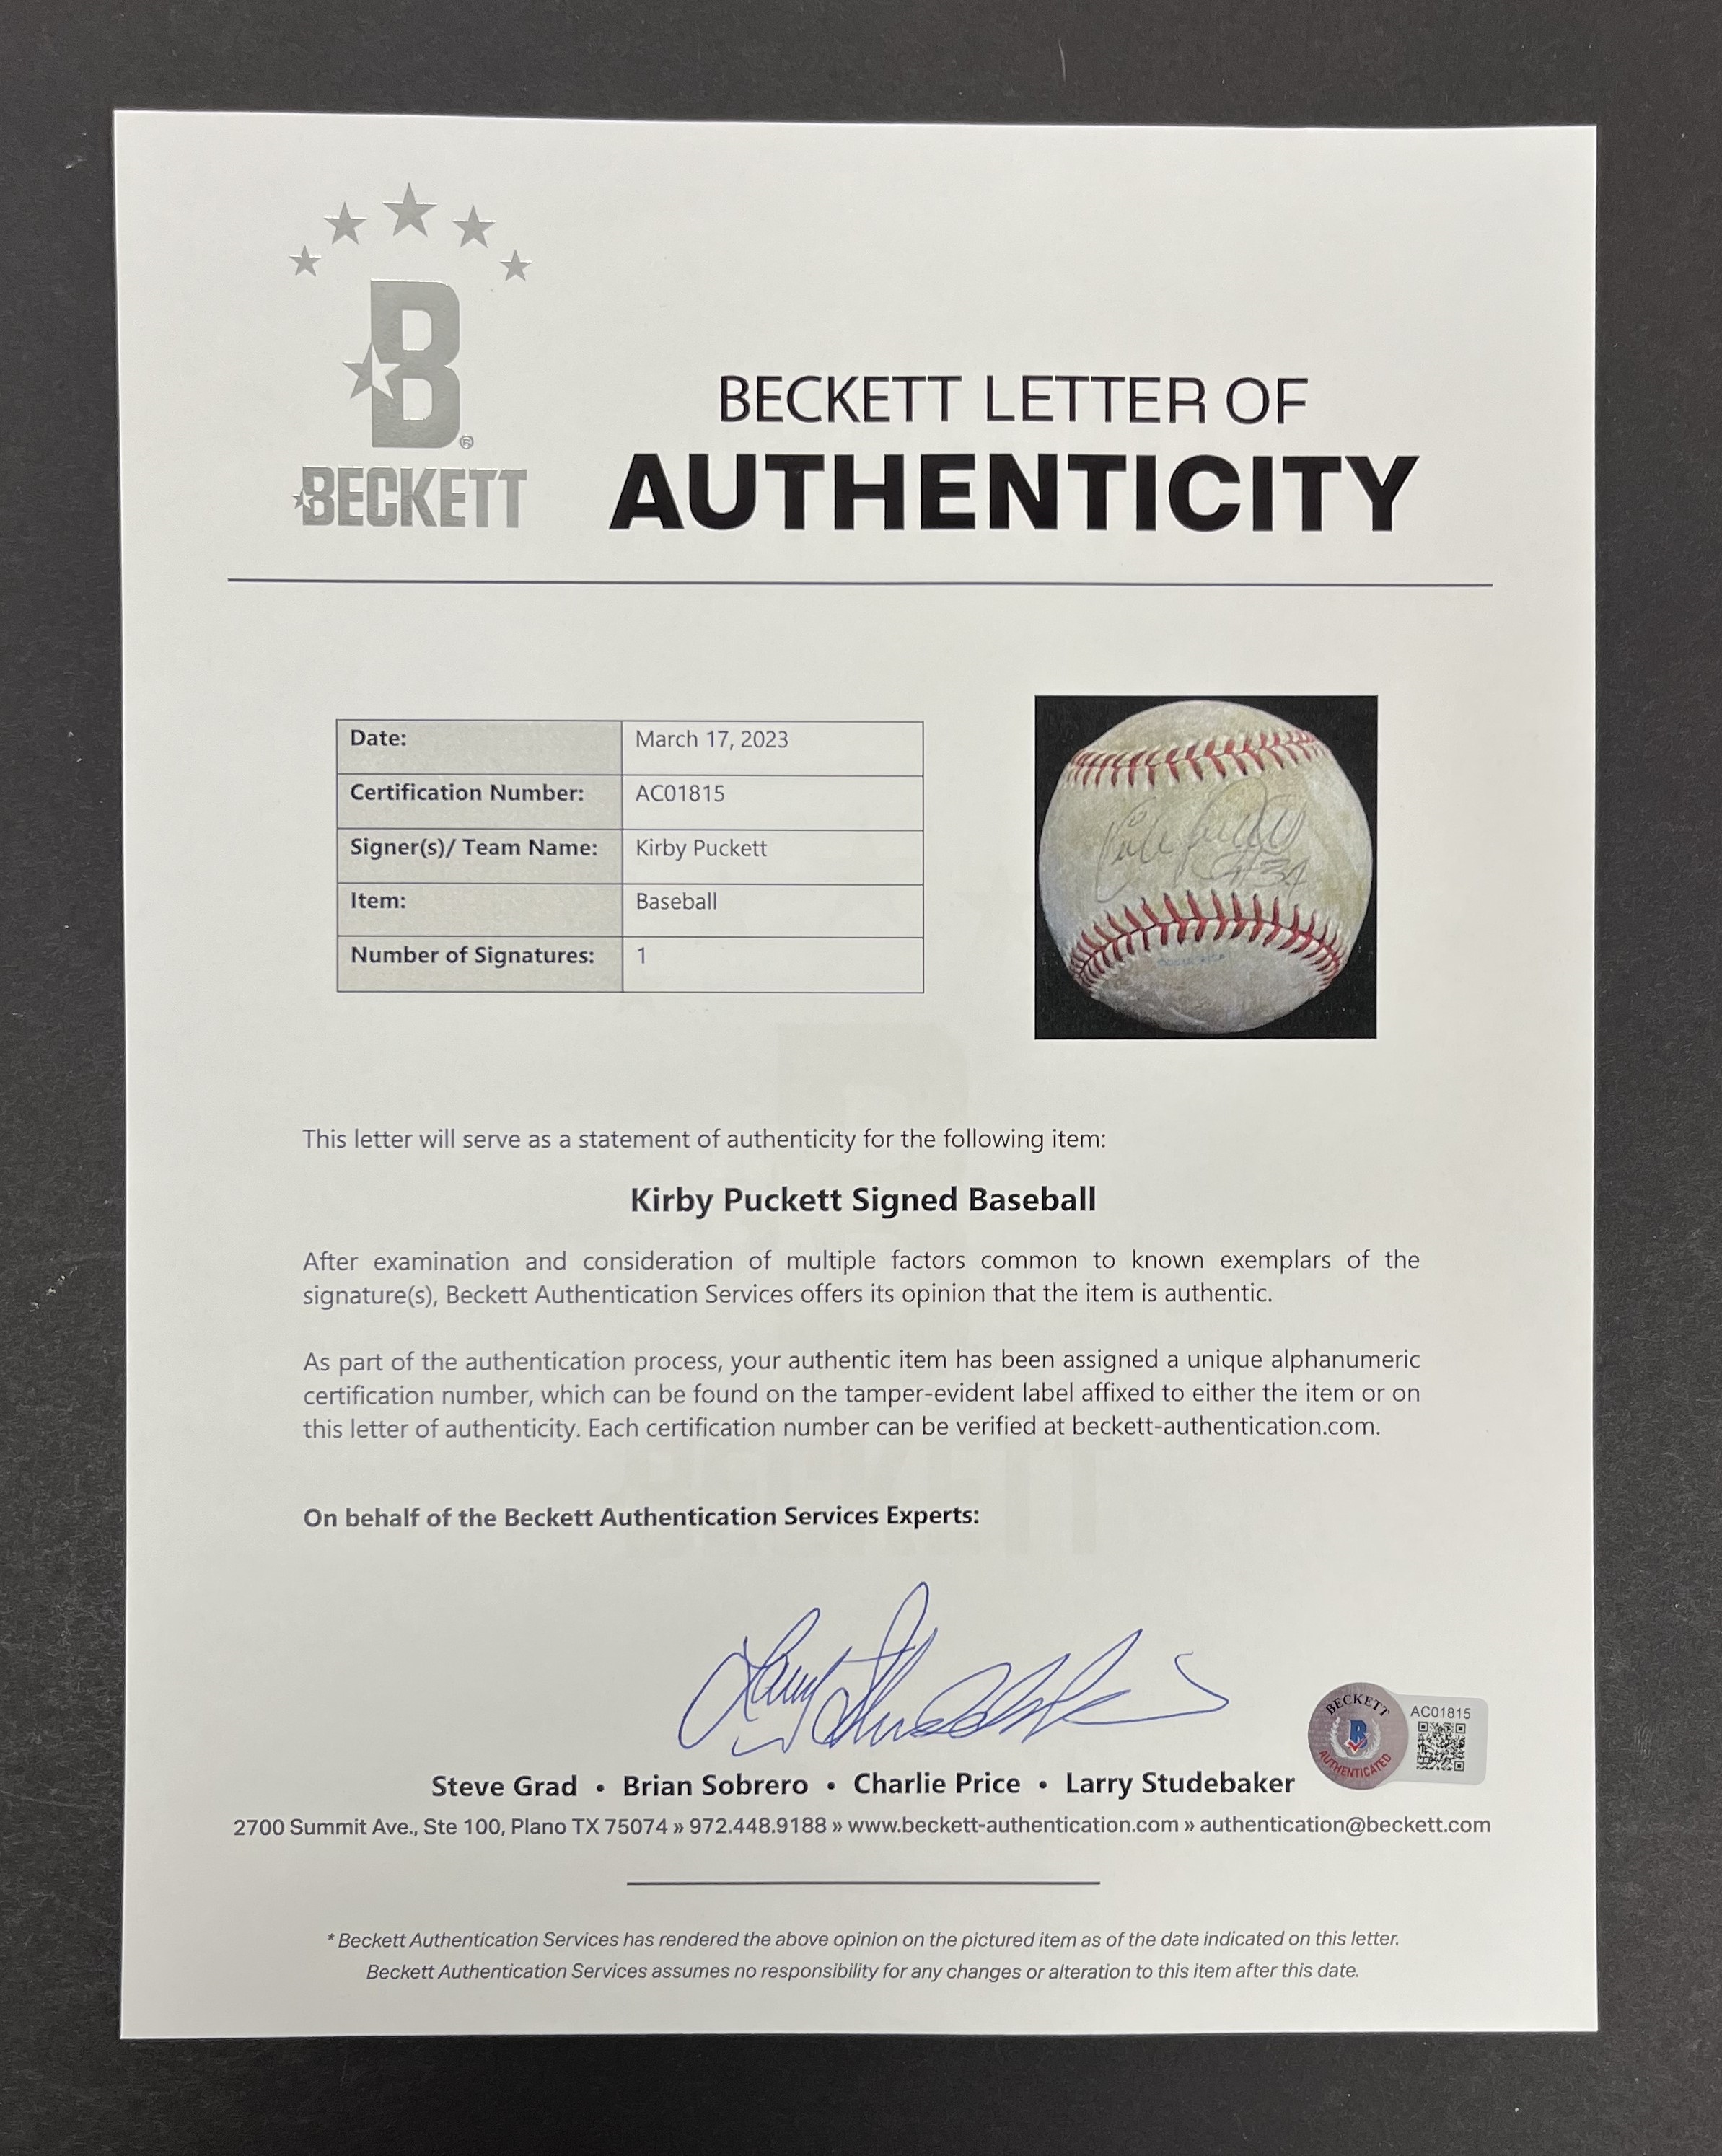 B®
BECKETT
BECKETT LETTER OF
AUTHENTICITY
Date: March 17, 2023
Certification Number: AC01815
Signer(s)/ Team Name: Kirby Puckett
Item: Baseball
Number of Signatures: 1
#34
This letter will serve as a statement of authenticity for the following item:
Kirby Puckett Signed Baseball
After examination and consideration of multiple factors common to known exemplars of the
signature(s), Beckett Authentication Services offers its opinion that the item is authentic.
As part of the authentication process, your authentic item has been assigned a unique alphanumeric
certification number, which can be found on the tamper-evident label affixed to either the item or on
this letter of authenticity. Each certification number can be verified at beckett-authentication.com.
On behalf of the Beckett Authentication Services Experts:
BECKETT
B
AUTHENTICATED
AC01815
Steve Grad • Brian Sobrero • Charlie Price • Larry Studebaker
2700 Summit Ave., Ste 100, Plano TX 75074 » 972.448.9188 » www.beckett-authentication.com » authentication@beckett.com
* Beckett Authentication Services has rendered the above opinion on the pictured item as of the date indicated on this letter.
Beckett Authentication Services assumes no responsibility for any changes or alteration to this item after this date.